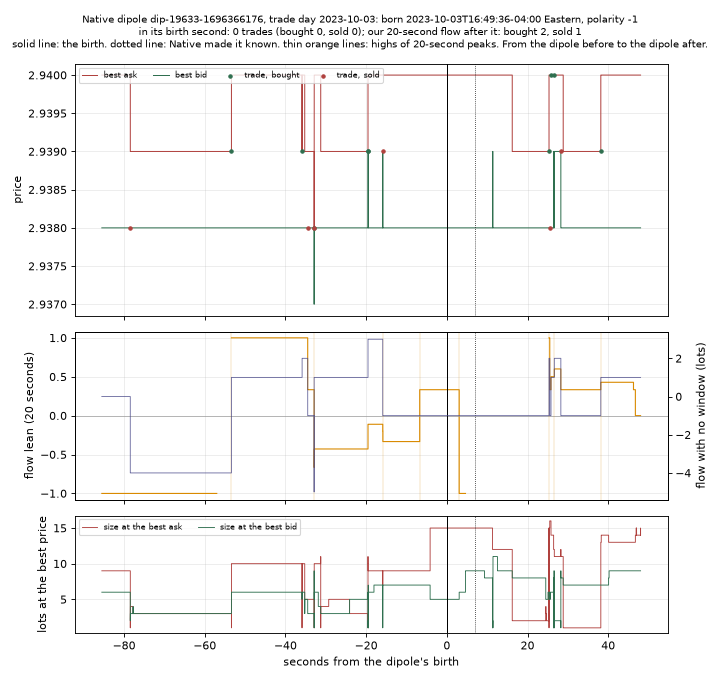 Native dipole dip-19633-1696366176, trade day 2023-10-03: born 2023-10-03T16:49:36-04:00 Eastern, polarity -1
in its birth second: 0 trades (bought 0, sold 0); our 20-second flow after it: bought 2, sold 1
solid line: the birth. dotted line: Native made it known. thin orange lines: highs of 20-second peaks. From the dipole before to the dipole after.
best ask
best bid
trade, bought
trade, sold
2.9400
2.9395
2.9390
2.9385
2.9380
2.9375
2.9370
price
1.0
0.5
0.0
−0.5
−1.0
flow lean (20 seconds)
2
0
−2
−4
flow with no window (lots)
size at the best ask
size at the best bid
15
10
5
lots at the best price
−80
−60
−40
−20
0
20
40
seconds from the dipole's birth